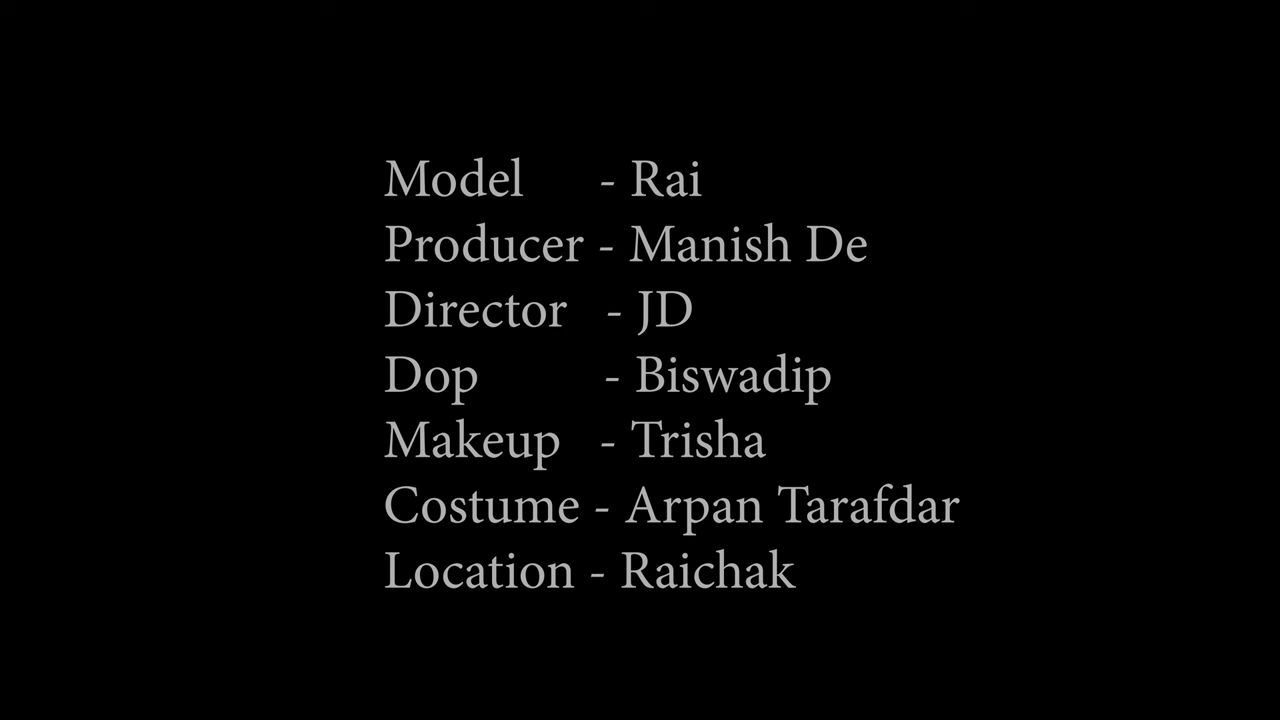 Model - Rai
Producer - Manish De
Director - JD
Dop - Biswadip
Makeup - Trisha
Costume - Arpan Tarafdar
Location - Raichak